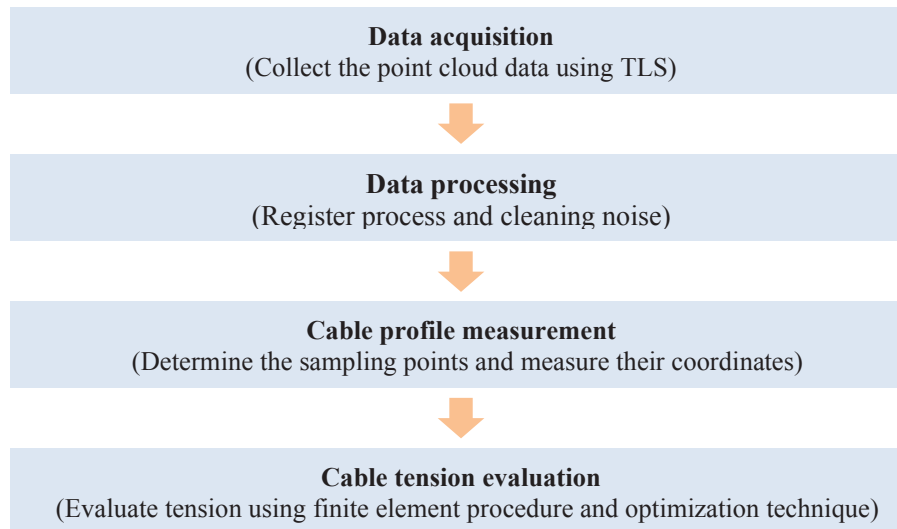 Data acquisition
(Collect the point cloud data using TLS)
Data processing
(Register process and cleaning noise)
Cable profile measurement
(Determine the sampling points and measure their coordinates)
Cable tension evaluation
(Evaluate tension using finite element procedure and optimization technique)